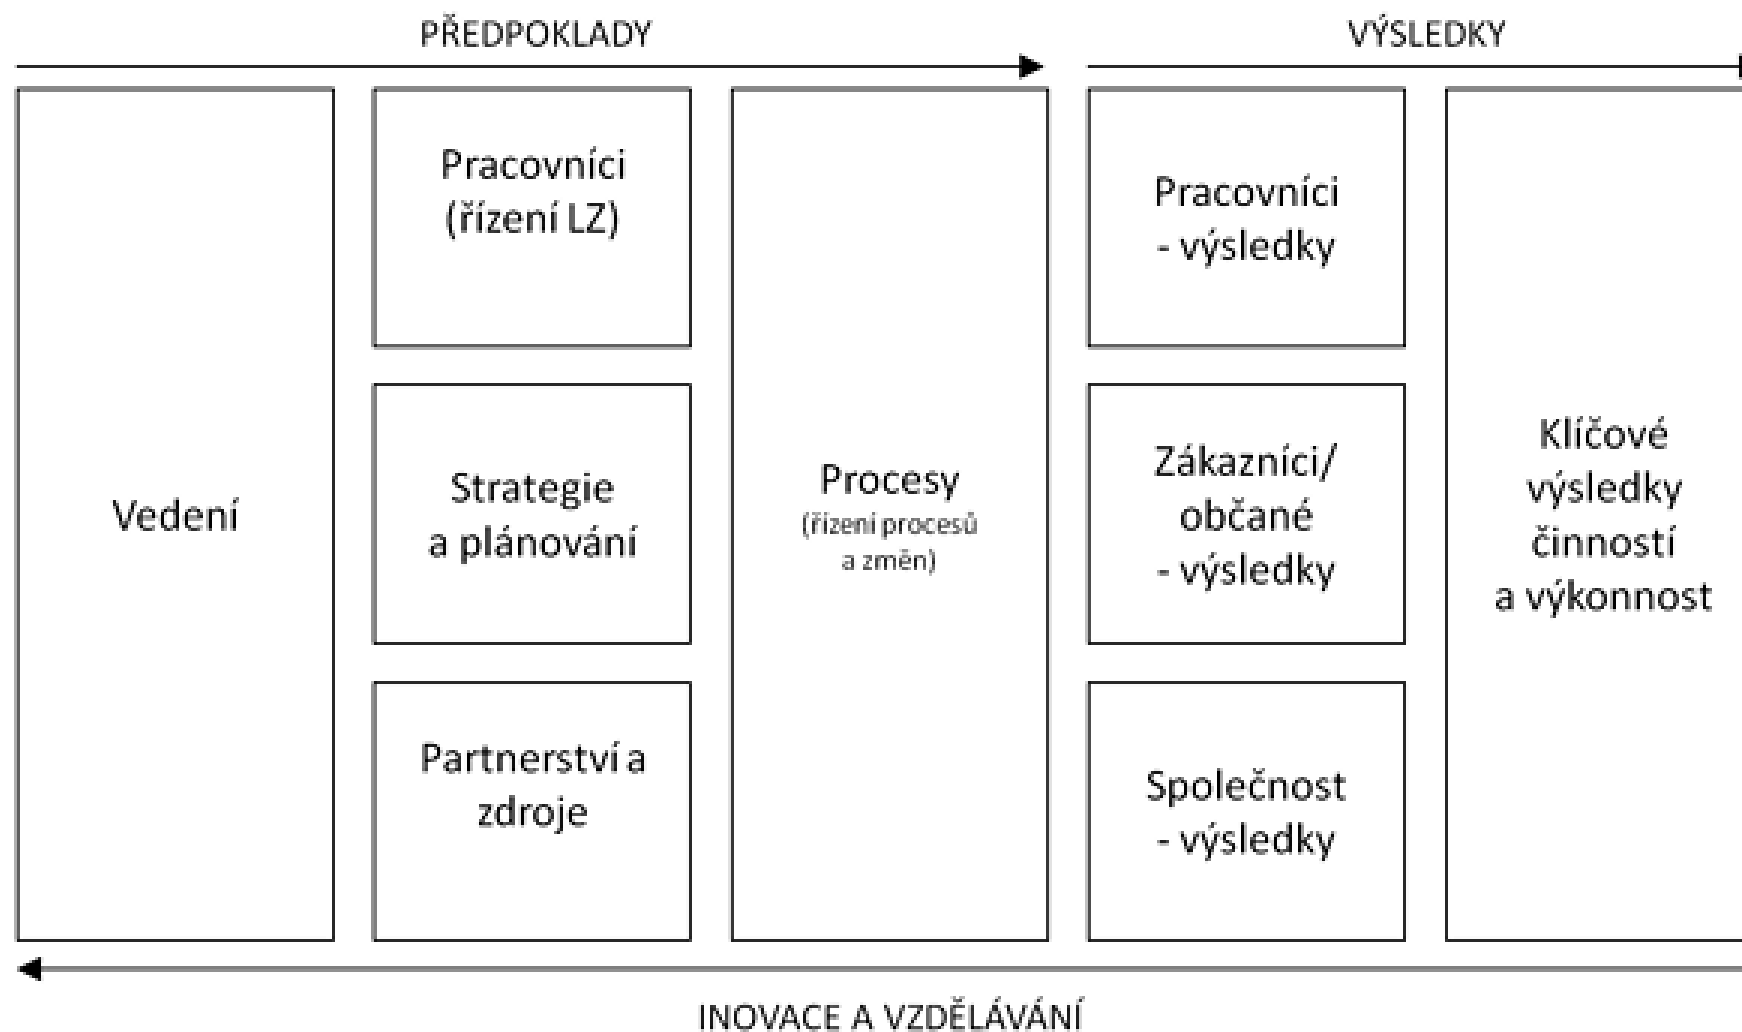 PŘEDPOKLADY
VÝSLEDKY
Vedení
Pracovníci
(řízení LZ)
Strategie
a plánování
Partnerství a
zdroje
Procesy
(řízení procesů
a změn)
Pracovníci
- výsledky
Zákazníci/
občané
- výsledky
Společnost
- výsledky
Klíčové
výsledky
činností
a výkonnost
INOVACE A VZDĚLÁVÁNÍ